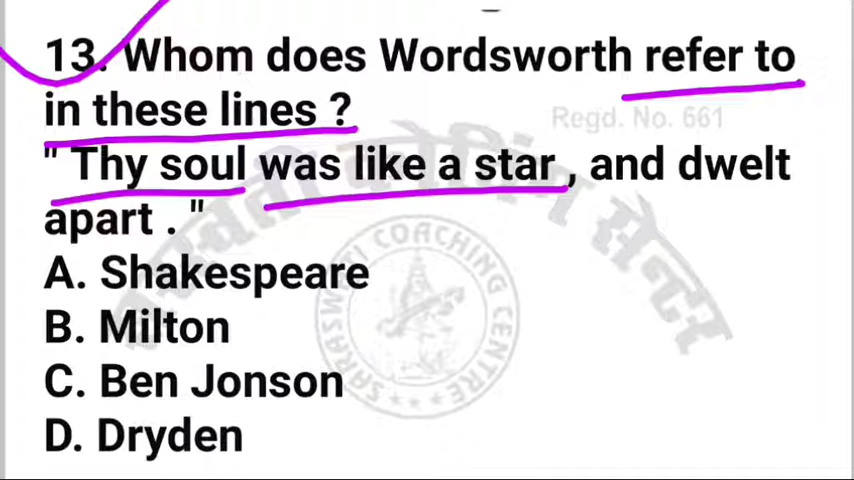 13. Whom does Wordsworth refer to
in these lines ?
Regd. No. 661
" Thy soul was like a star , and dwelt
apart . "
A. Shakespeare
B. Milton
C. Ben Jonson
D. Dryden
SARASWATI COACHING CENTRE